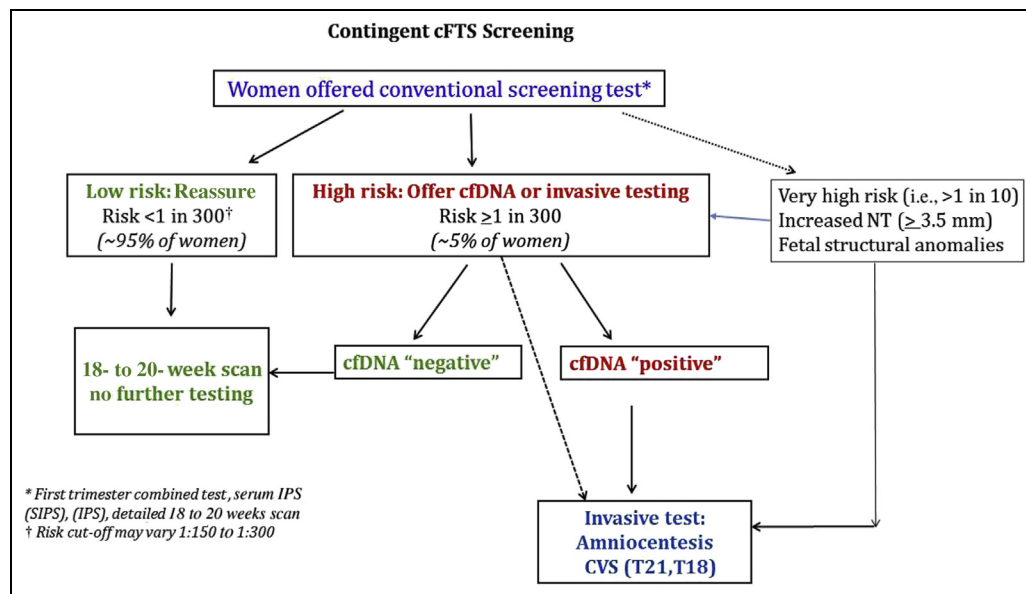 Contingent cFTS Screening
Women offered conventional screening test*
Low risk: Reassure
Risk <1 in 300†
(~95% of women)
High risk: Offer cfDNA or invasive testing
Risk ≥1 in 300
(~5% of women)
Very high risk (i.e., >1 in 10)
Increased NT (≥ 3.5 mm)
Fetal structural anomalies
18- to 20- week scan
no further testing
cfDNA “negative”
cfDNA “positive”
* First trimester combined test, serum IPS
(SIPS), (IPS), detailed 18 to 20 weeks scan
† Risk cut-off may vary 1:150 to 1:300
Invasive test:
Amniocentesis
CVS (T21,T18)